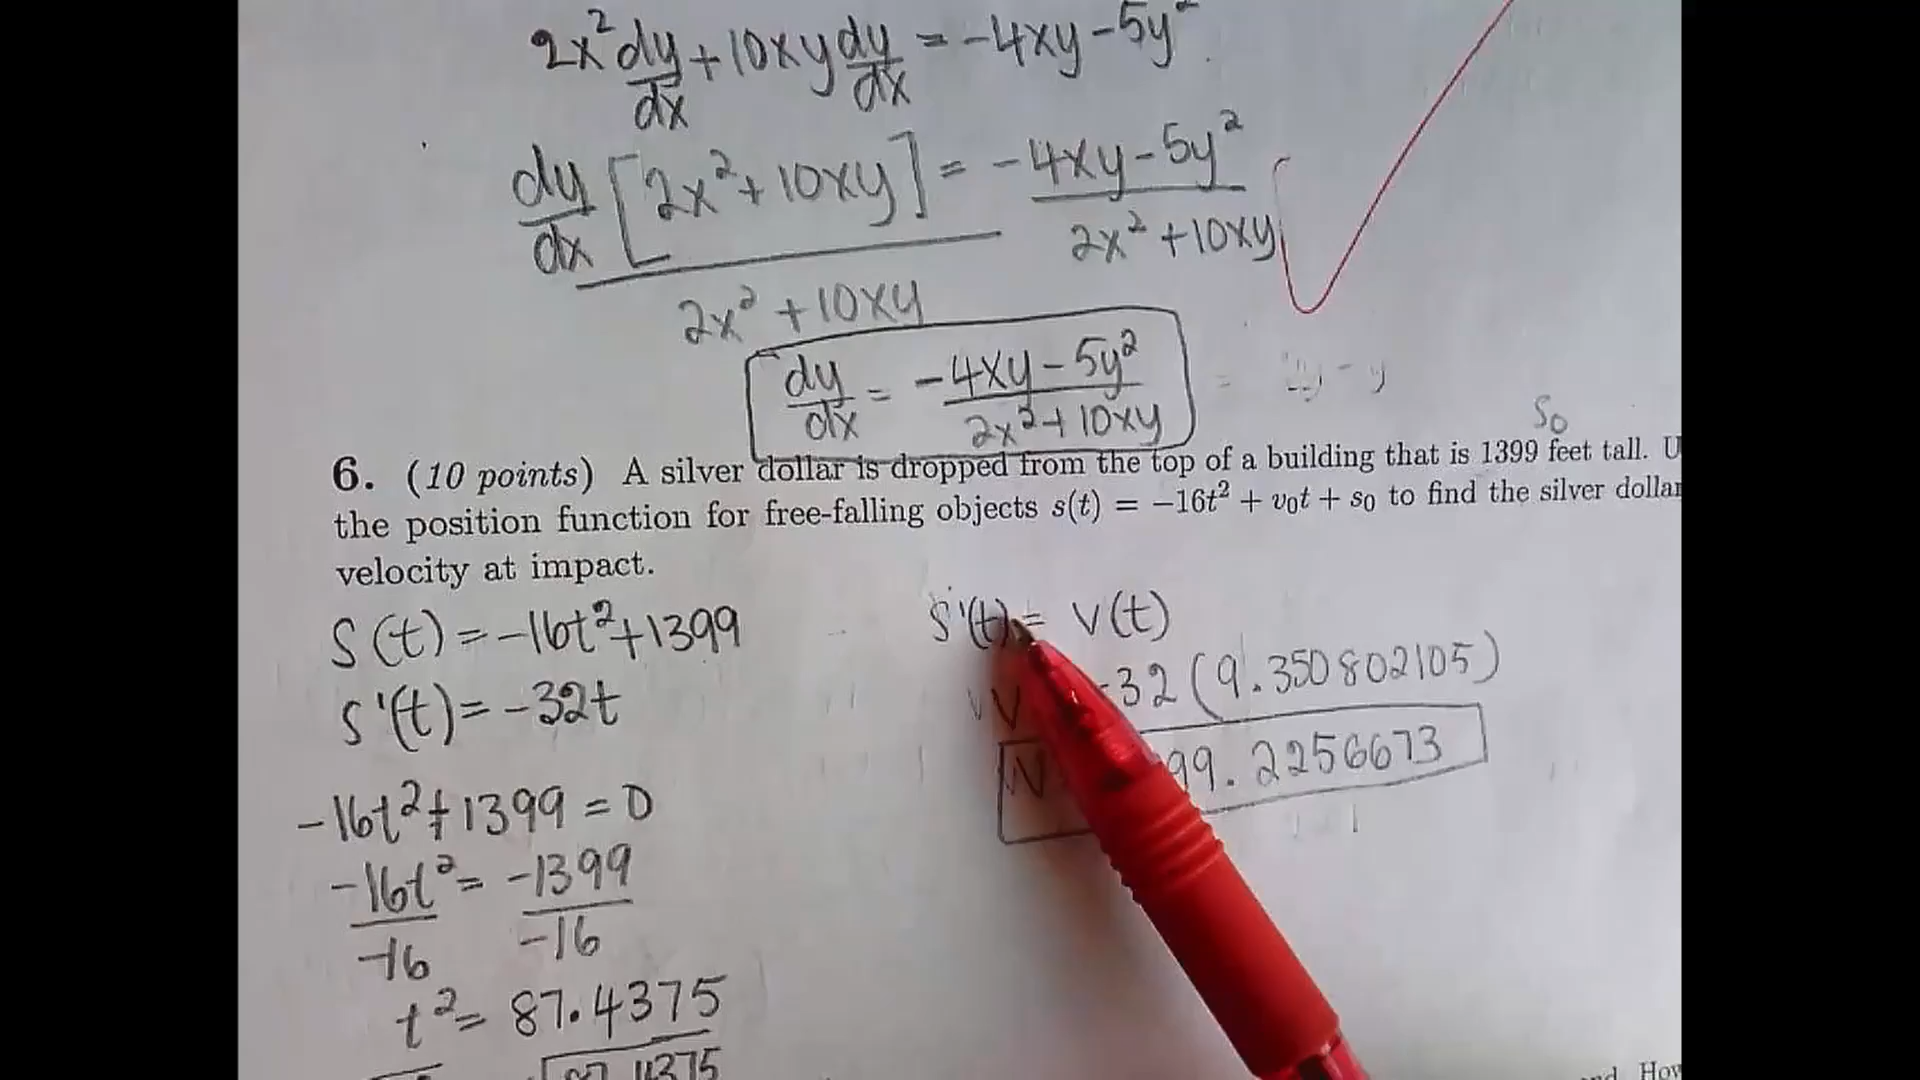 2x² dy/dx + 10xy dy/dx = -4xy - 5y²
dy/dx [2x² + 10xy] / 2x² + 10xy = -4xy - 5y² / 2x² + 10xy
dy/dx = -4xy - 5y² / 2x² + 10xy
S₀
6. (10 points) A silver dollar is dropped from the top of a building that is 1399 feet tall. U
the position function for free-falling objects s(t) = −16t² + v₀t + s₀ to find the silver dollar
velocity at impact.
S(t) = -16t² + 1399
S'(t) = -32t
-16t² + 1399 = 0
-16t² / -16 = -1399 / -16
t² = 87.4375
S'(t) = V(t)
-32 (9.350802105)
99.2256673
How